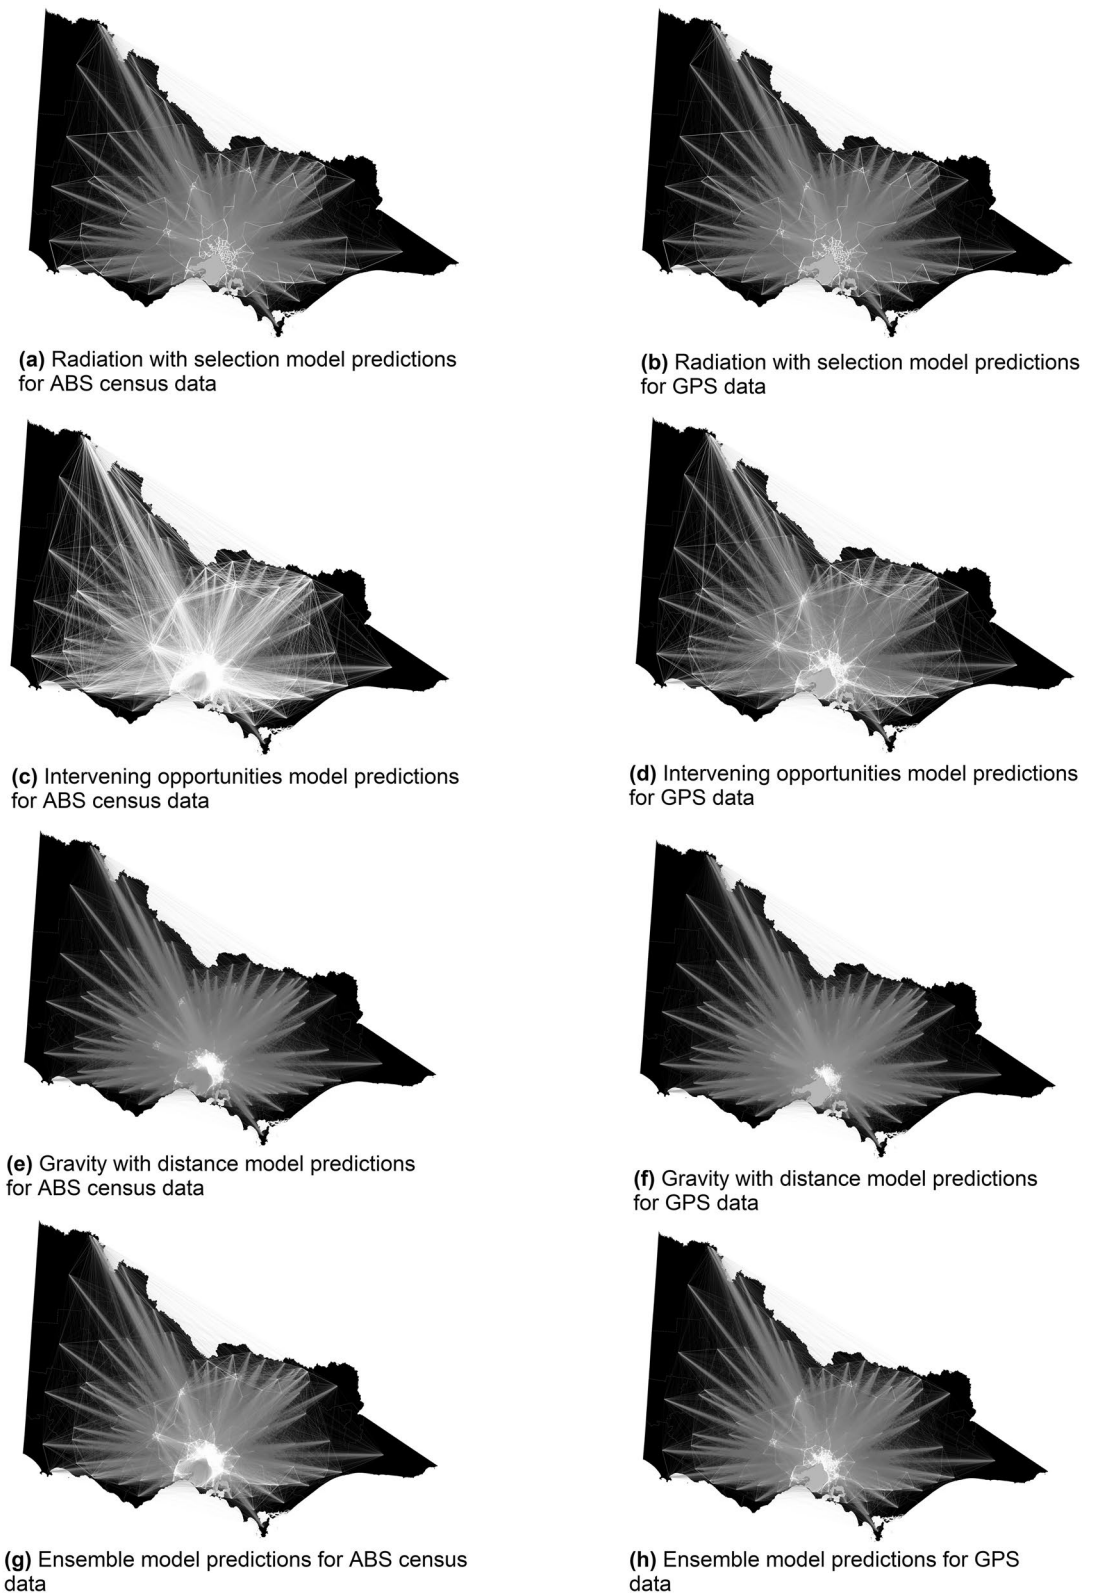 (a) Radiation with selection model predictions
for ABS census data
(b) Radiation with selection model predictions
for GPS data
(c) Intervening opportunities model predictions
for ABS census data
(d) Intervening opportunities model predictions
for GPS data
(e) Gravity with distance model predictions
for ABS census data
(f) Gravity with distance model predictions
for GPS data
(g) Ensemble model predictions for ABS census
data
(h) Ensemble model predictions for GPS
data